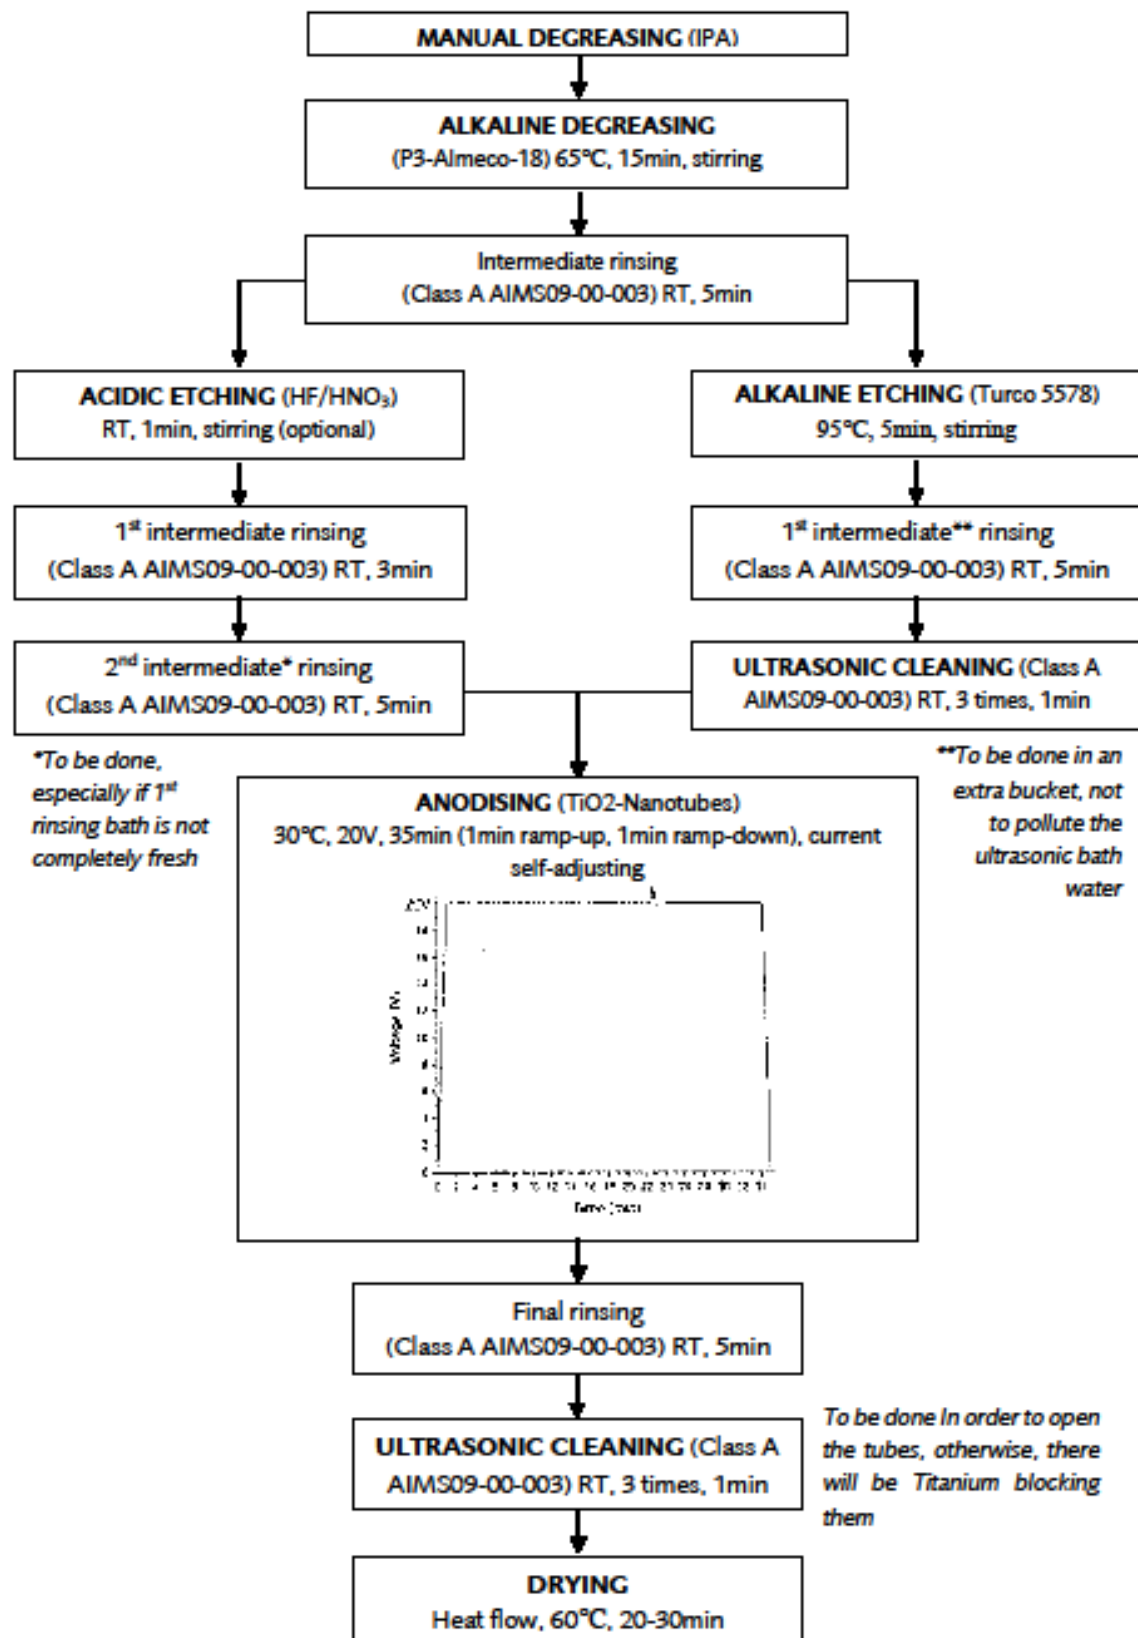 MANUAL DEGREASING (IPA)
ALKALINE DEGREASING
(P3-Almeco-18) 65°C, 15min, stirring
Intermediate rinsing
(Class A AIMS09-00-003) RT, 5min
ACIDIC ETCHING (HF/HNO₃)
RT, 1min, stirring (optional)
ALKALINE ETCHING (Turco 5578)
95°C, 5min, stirring
1st intermediate rinsing
(Class A AIMS09-00-003) RT, 3min
1st intermediate** rinsing
(Class A AIMS09-00-003) RT, 5min
2nd intermediate* rinsing
(Class A AIMS09-00-003) RT, 5min
ULTRASONIC CLEANING (Class A
AIMS09-00-003) RT, 3 times, 1min
*To be done,
especially if 1st
rinsing bath is not
completely fresh
**To be done in an
extra bucket, not
to pollute the
ultrasonic bath
water
ANODISING (TiO2-Nanotubes)
30°C, 20V, 35min (1min ramp-up, 1min ramp-down), current
self-adjusting
Final rinsing
(Class A AIMS09-00-003) RT, 5min
ULTRASONIC CLEANING (Class A
AIMS09-00-003) RT, 3 times, 1min
To be done In order to open
the tubes, otherwise, there
will be Titanium blocking
them
DRYING
Heat flow, 60°C, 20-30min